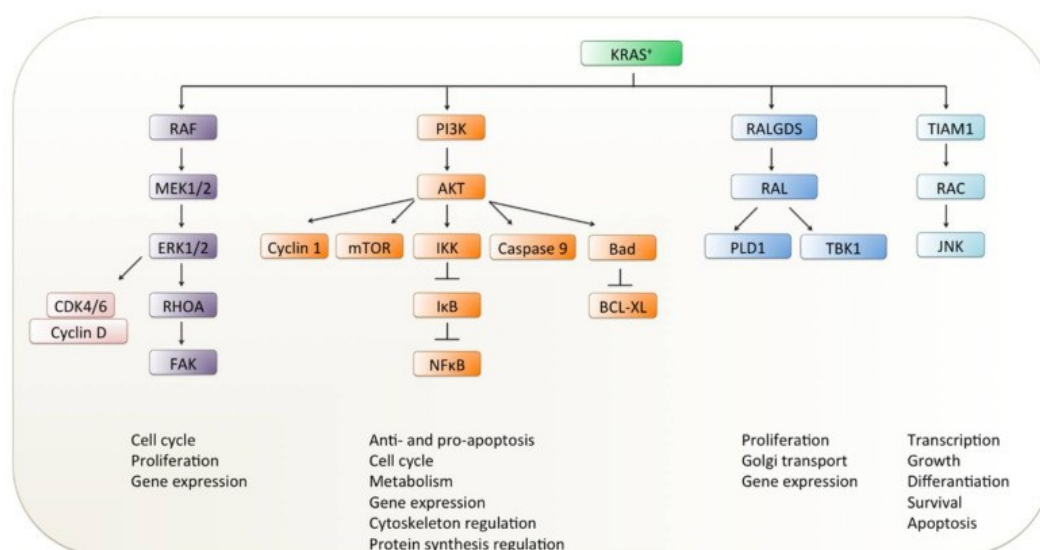 KRAS⁺
RAF
PI3K
RALGDS
TIAM1
MEK1/2
AKT
RAL
RAC
ERK1/2
Cyclin 1
mTOR
IKK
Caspase 9
Bad
PLD1
TBK1
JNK
CDK4/6
Cyclin D
RHOA
IκB
BCL-XL
FAK
NFκB
Cell cycle
Proliferation
Gene expression
Anti- and pro-apoptosis
Cell cycle
Metabolism
Gene expression
Cytoskeleton regulation
Protein synthesis regulation
Proliferation
Golgi transport
Gene expression
Transcription
Growth
Differantiation
Survival
Apoptosis